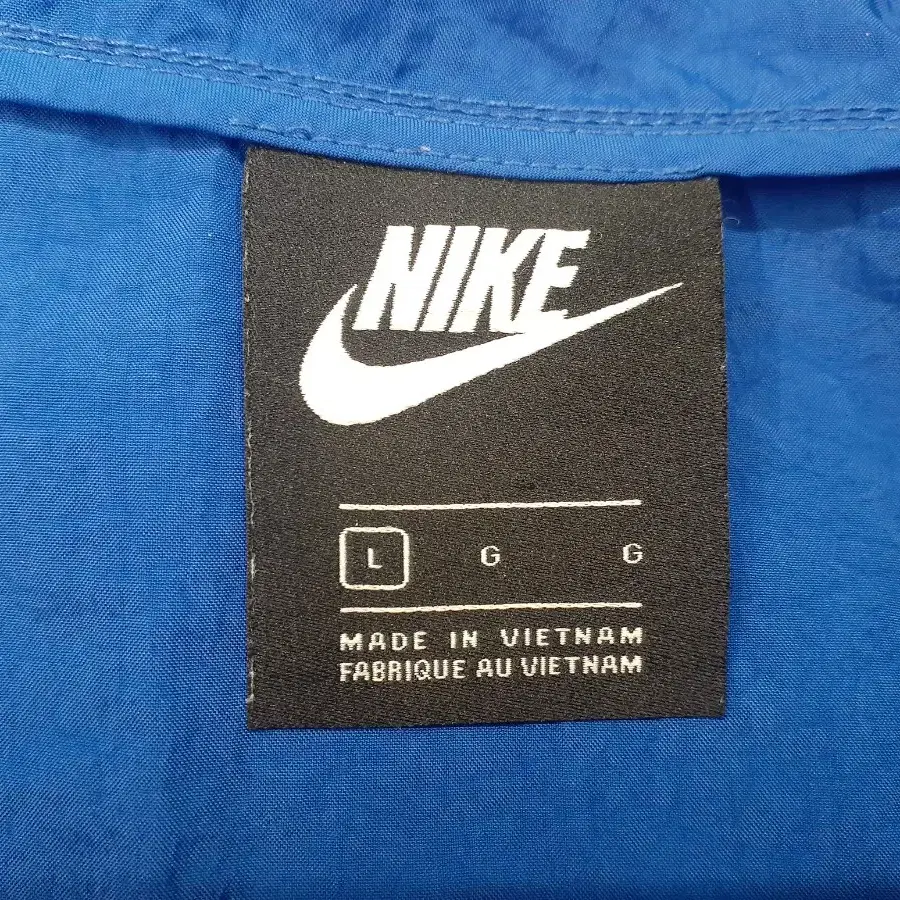 NIKE
L G G
MADE IN VIETNAM
FABRIQUE AU VIETNAM